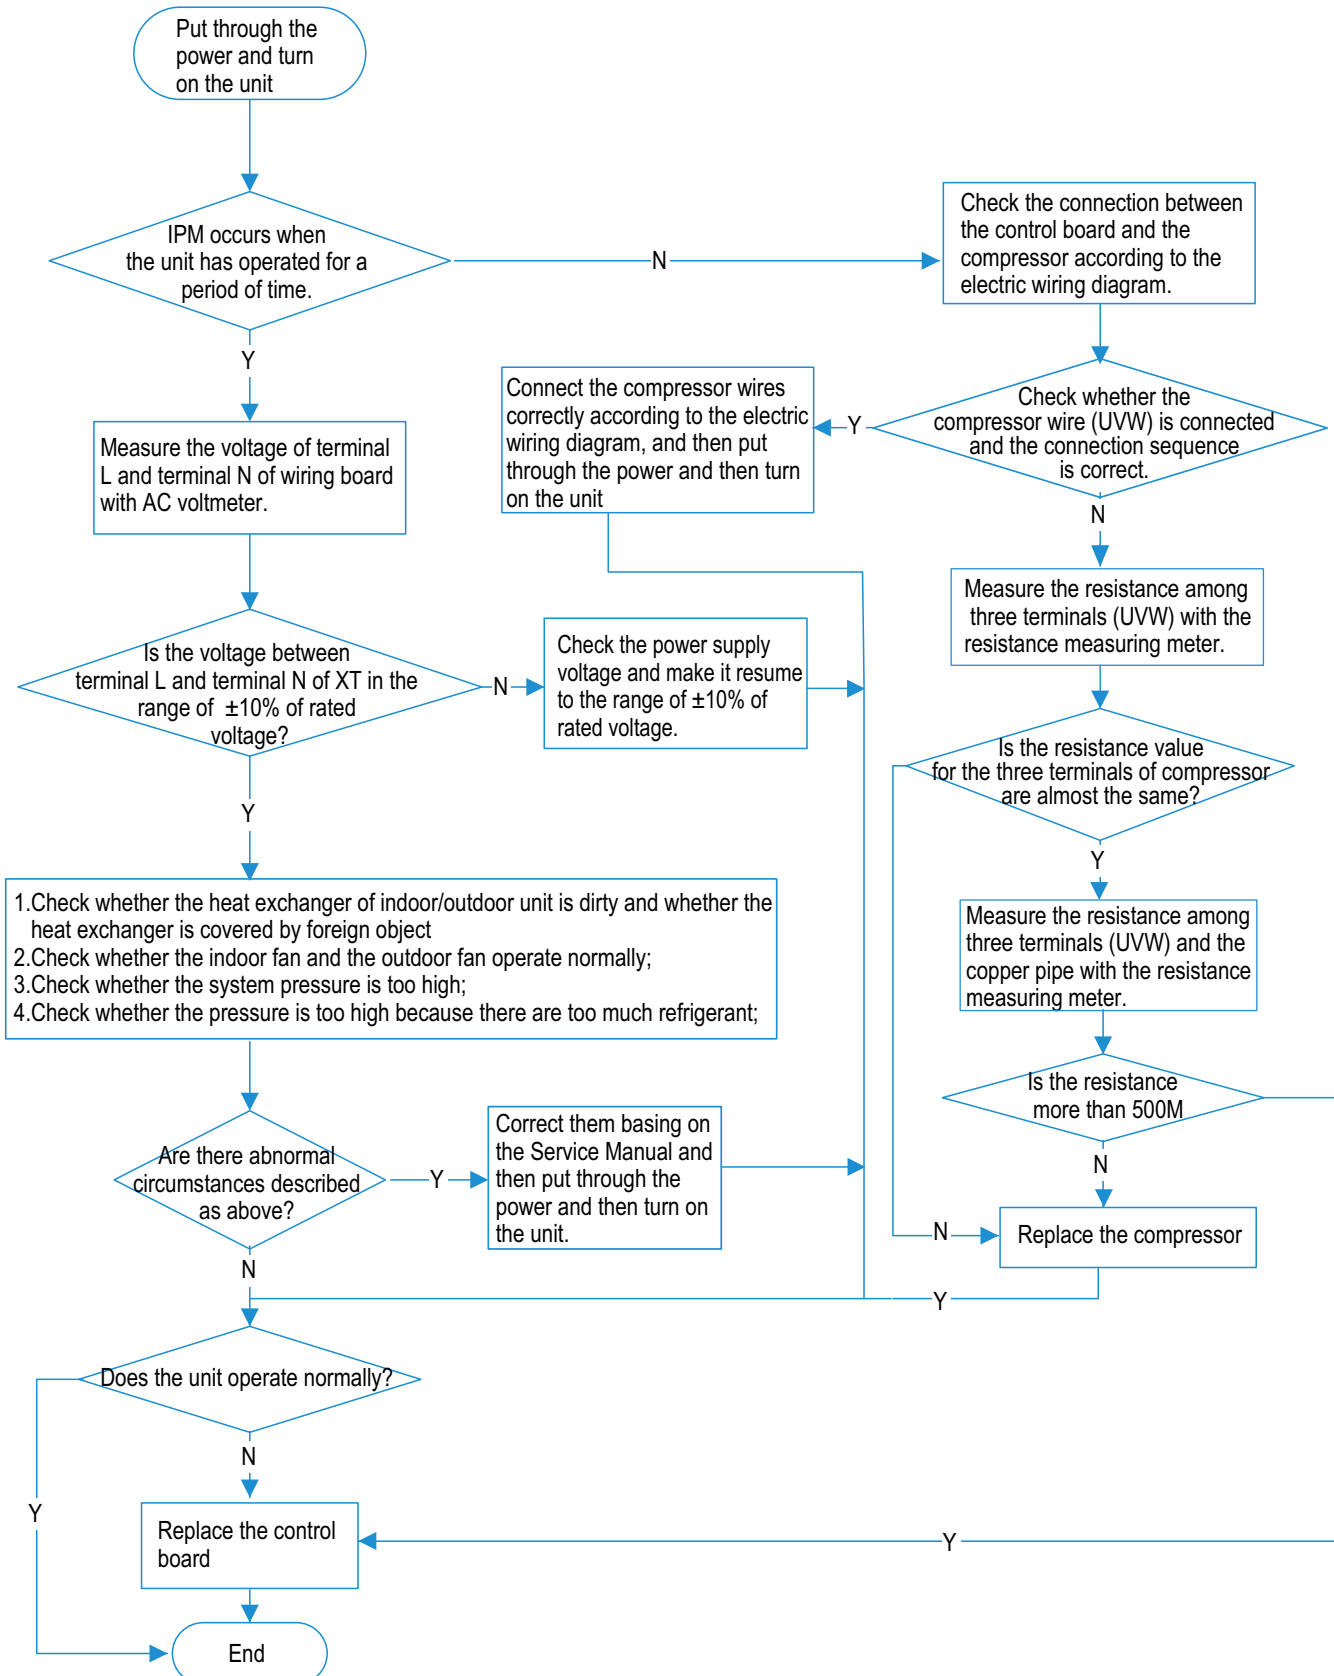 Put through the
power and turn
on the unit
IPM occurs when
the unit has operated for a
period of time.
N
Check the connection between
the control board and the
compressor according to the
electric wiring diagram.
Y
Connect the compressor wires
correctly according to the electric
wiring diagram, and then put
through the power and then turn
on the unit
Y
Check whether the
compressor wire (UVW) is connected
and the connection sequence
is correct.
Measure the voltage of terminal
L and terminal N of wiring board
with AC voltmeter.
N
Measure the resistance among
three terminals (UVW) with the
resistance measuring meter.
Is the voltage between
terminal L and terminal N of XT in the
range of ±10% of rated
voltage?
N
Check the power supply
voltage and make it resume
to the range of ±10% of
rated voltage.
Is the resistance value
for the three terminals of compressor
are almost the same?
Y
Y
1.Check whether the heat exchanger of indoor/outdoor unit is dirty and whether the
heat exchanger is covered by foreign object
2.Check whether the indoor fan and the outdoor fan operate normally;
3.Check whether the system pressure is too high;
4.Check whether the pressure is too high because there are too much refrigerant;
Measure the resistance among
three terminals (UVW) and the
copper pipe with the resistance
measuring meter.
Is the resistance
more than 500M
Are there abnormal
circumstances described
as above?
Y
Correct them basing on
the Service Manual and
then put through the
power and then turn on
the unit.
N
N
Replace the compressor
N
Y
Does the unit operate normally?
N
Y
Replace the control
board
Y
End